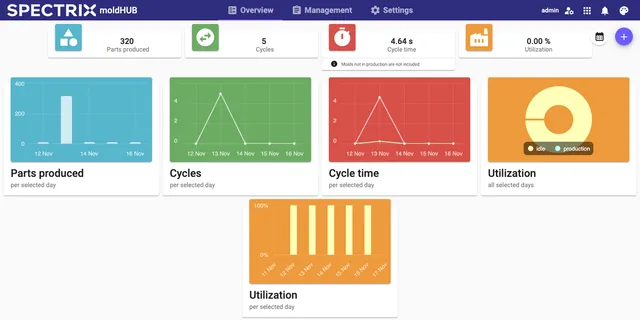 SPECTRIX moldHUB
Overview
Management
Settings
admin
320
Parts produced
5
Cycles
4.64 s
Cycle time
Molds not in production are not included
0.00 %
Utilization
400
200
0
12 Nov
14 Nov
16 Nov
Parts produced
per selected day
4
2
0
12 Nov
13 Nov
14 Nov
15 Nov
16 Nov
Cycles
per selected day
4
2
0
12 Nov
13 Nov
14 Nov
15 Nov
16 Nov
Cycle time
per selected day
idle
production
Utilization
all selected days
100%
0%
11 Nov
12 Nov
13 Nov
14 Nov
15 Nov
16 Nov
17 Nov
Utilization
per selected day